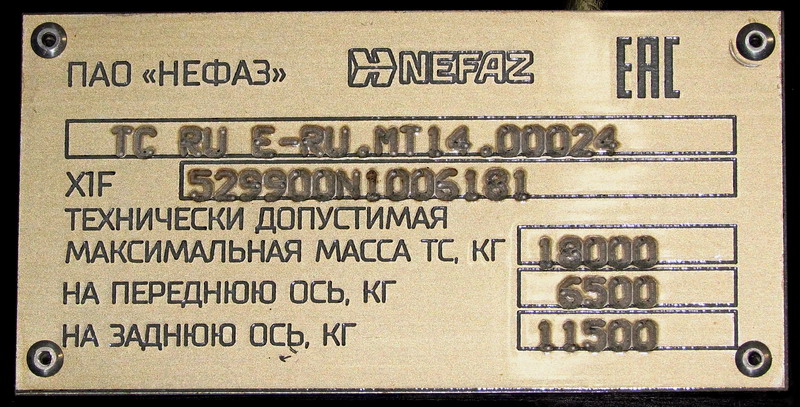 ПАО «НЕФАЗ» NEFAZ EAC
ТС RU E-RU.MT14.00024
X1F 529900N1006181
ТЕХНИЧЕСКИ ДОПУСТИМАЯ
МАКСИМАЛЬНАЯ МАССА ТС, КГ 18000
НА ПЕРЕДНЮЮ ОСЬ, КГ 6500
НА ЗАДНЮЮ ОСЬ, КГ 11500